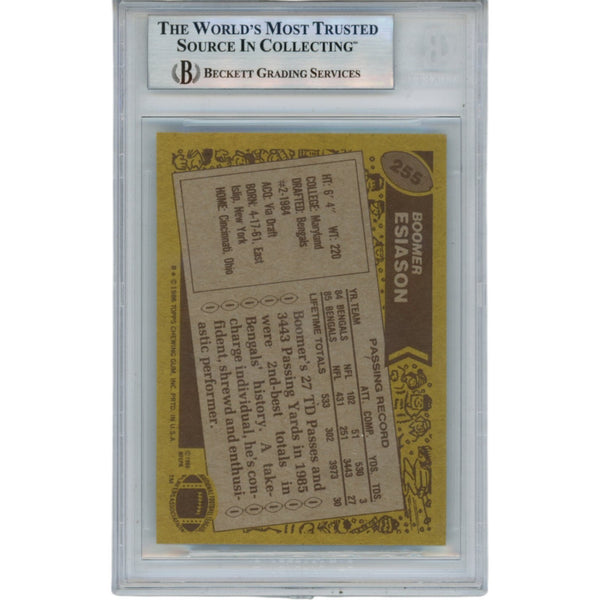 THE WORLD'S MOST TRUSTED
SOURCE IN COLLECTING™
B BECKETT GRADING SERVICES
255
BOOMER
ESIASON
HT: 6' 4" WT: 220
COLLEGE: Maryland
DRAFTED: Bengals
#2-1984
ACQ: Via Draft
BORN: 4-17-61, East
Islip, New York
HOME: Cincinnati, Ohio
PASSING RECORD
YR. TEAM ATT. COMP. YDS. TDS.
84 BENGALS NFL 102 51 530 3
85 BENGALS NFL 431 251 3443 27
LIFETIME TOTALS 533 302 3973 30
Boomer's 27 TD Passes and
3443 Passing Yards in 1985
were 2nd-best totals in
Bengals' history. A take-
charge individual, he's con-
fident, shrewd and enthusi-
astic performer.
© 1986 TOPPS CHEWING GUM, INC. PRTD. IN U.S.A.
© 1986
NFLPA